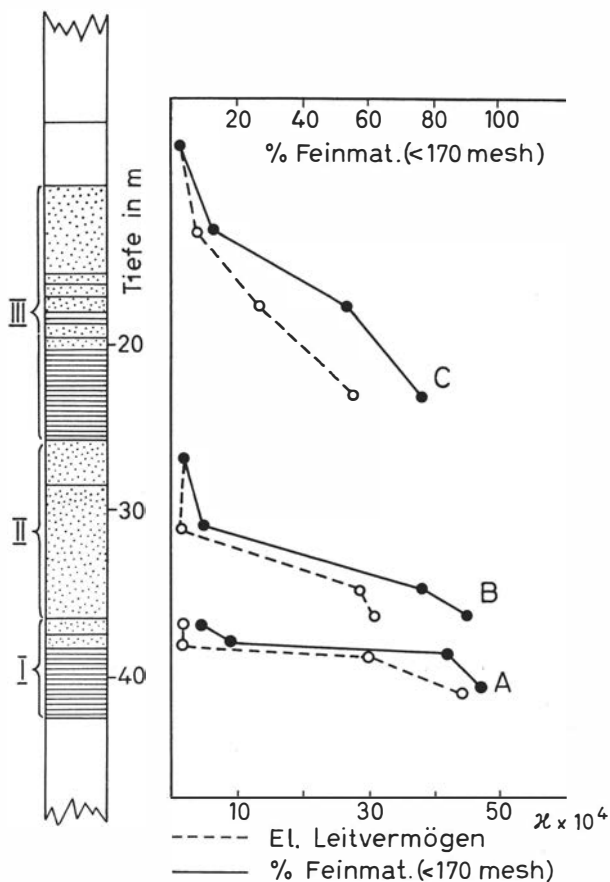 20 40 60 80 100
% Feinmat. (<170 mesh)
Tiefe in m
III
20
C
30
II
B
I
40
A
10 30 50 ϰ × 10⁴
El. Leitvermögen
% Feinmat. (<170 mesh)